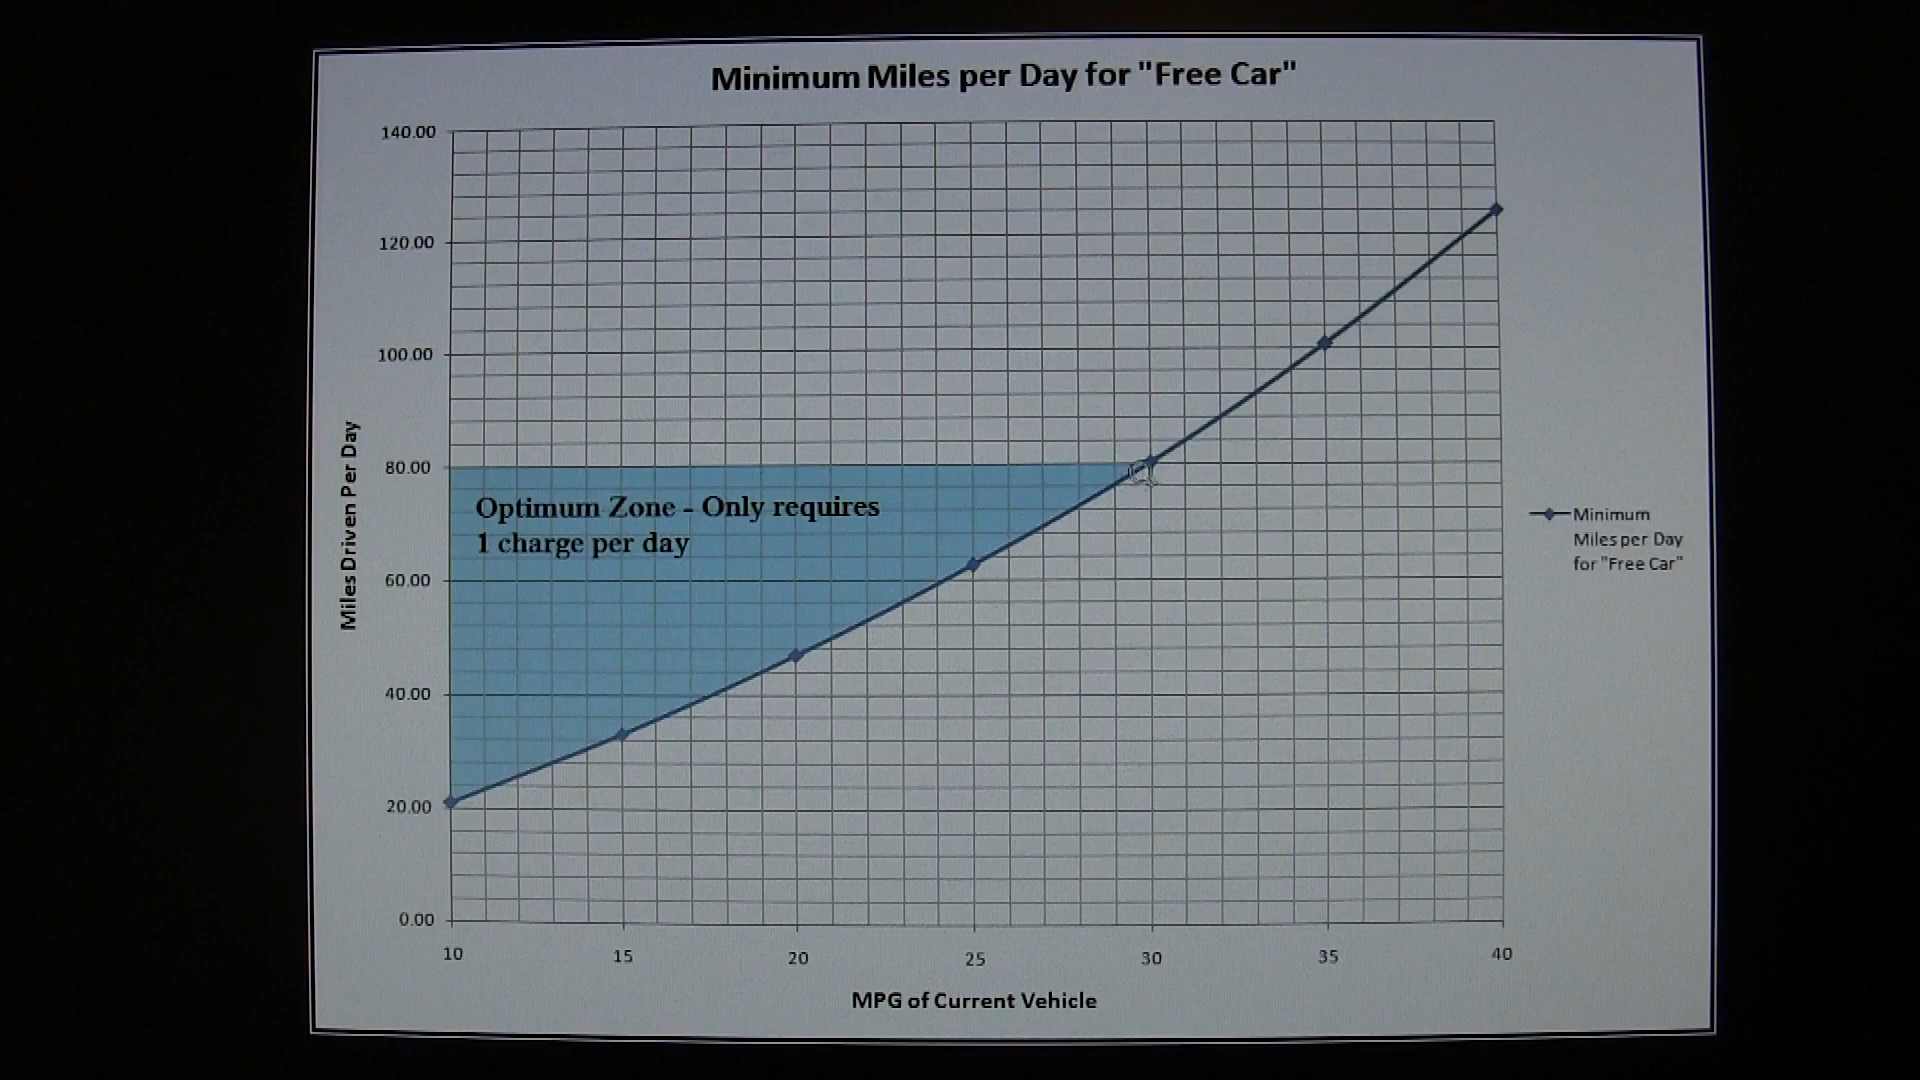 Minimum Miles per Day for "Free Car"
140.00
120.00
100.00
80.00
60.00
40.00
20.00
0.00
Miles Driven Per Day
Optimum Zone - Only requires
1 charge per day
10 15 20 25 30 35 40
MPG of Current Vehicle
Minimum
Miles per Day
for "Free Car"